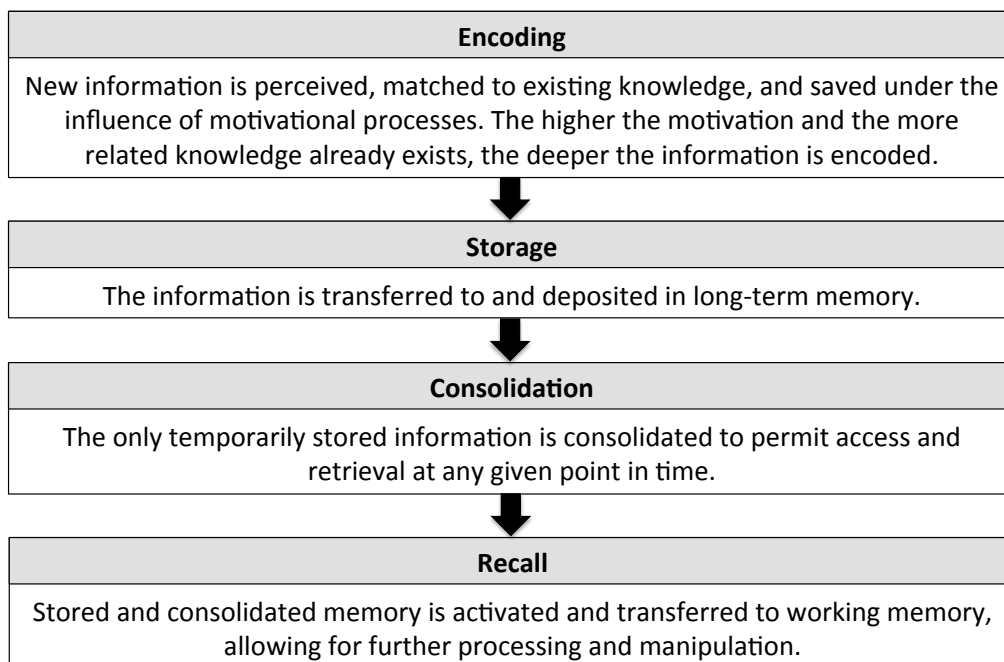 Encoding
New information is perceived, matched to existing knowledge, and saved under the
influence of motivational processes. The higher the motivation and the more
related knowledge already exists, the deeper the information is encoded.
Storage
The information is transferred to and deposited in long-term memory.
Consolidation
The only temporarily stored information is consolidated to permit access and
retrieval at any given point in time.
Recall
Stored and consolidated memory is activated and transferred to working memory,
allowing for further processing and manipulation.